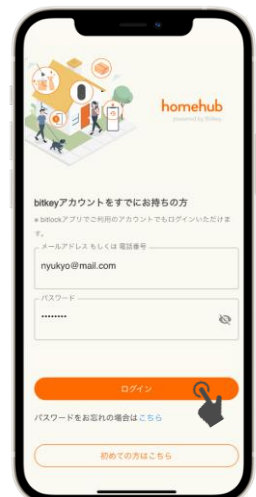 homehub
powered by Bitkey
bitkeyアカウントをすでにお持ちの方
※ bitlockアプリでご利用のアカウントでもログインいただけま
す。
メールアドレス もしくは 電話番号
nyukyo@mail.com
パスワード
••••••••
ログイン
パスワードをお忘れの場合はこちら
初めての方はこちら